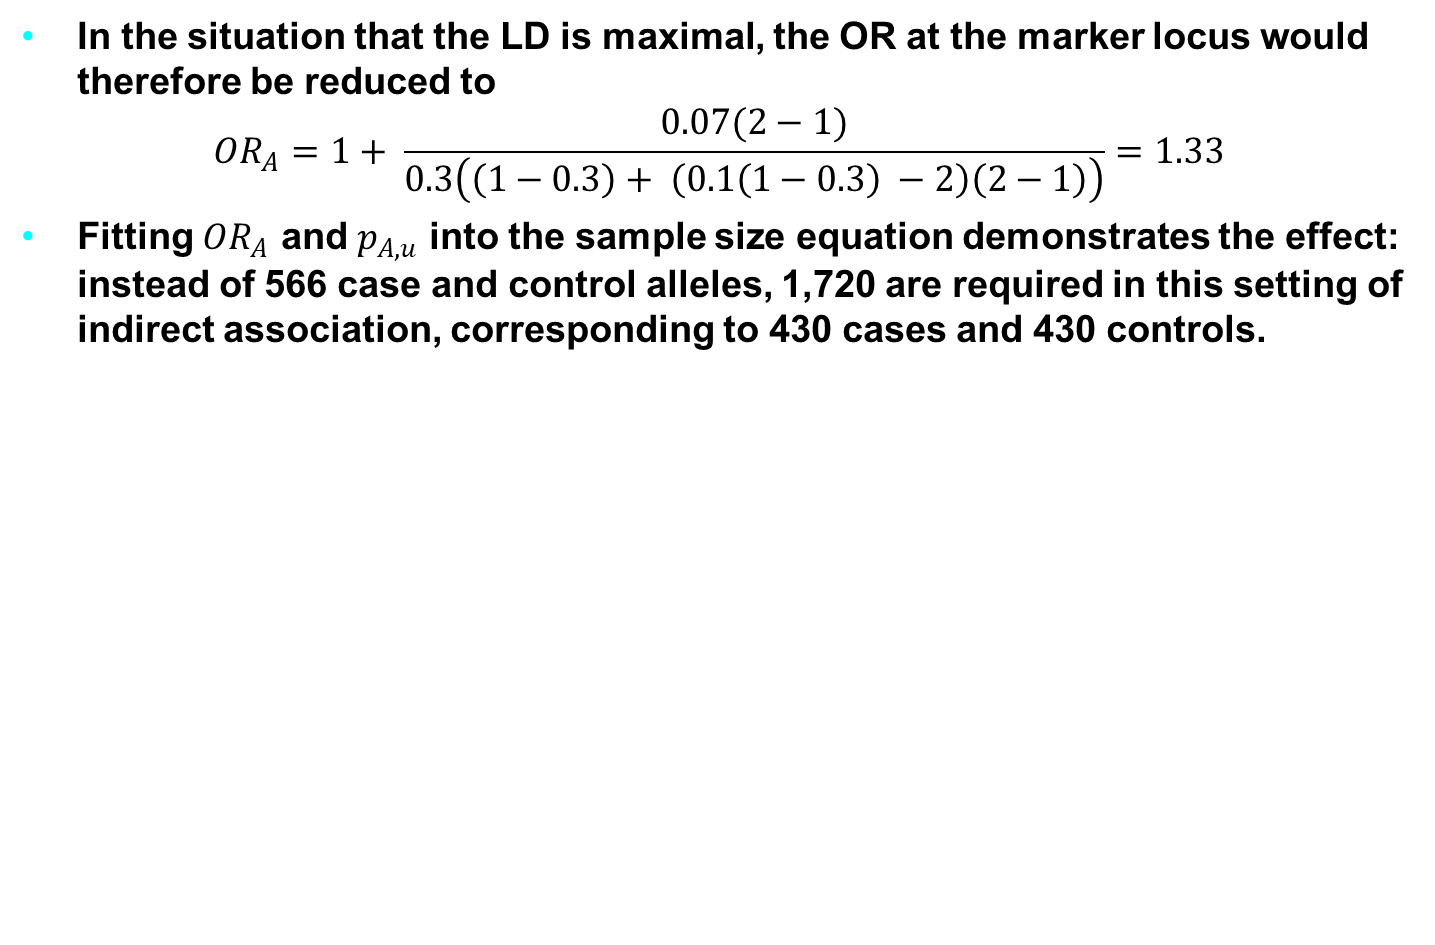 • In the situation that the LD is maximal, the OR at the marker locus would
therefore be reduced to
OR_A = 1 + \frac{0.07(2 − 1)}{0.3((1 − 0.3) + (0.1(1 − 0.3) − 2)(2 − 1))} = 1.33
• Fitting OR_A and p_{A,u} into the sample size equation demonstrates the effect:
instead of 566 case and control alleles, 1,720 are required in this setting of
indirect association, corresponding to 430 cases and 430 controls.